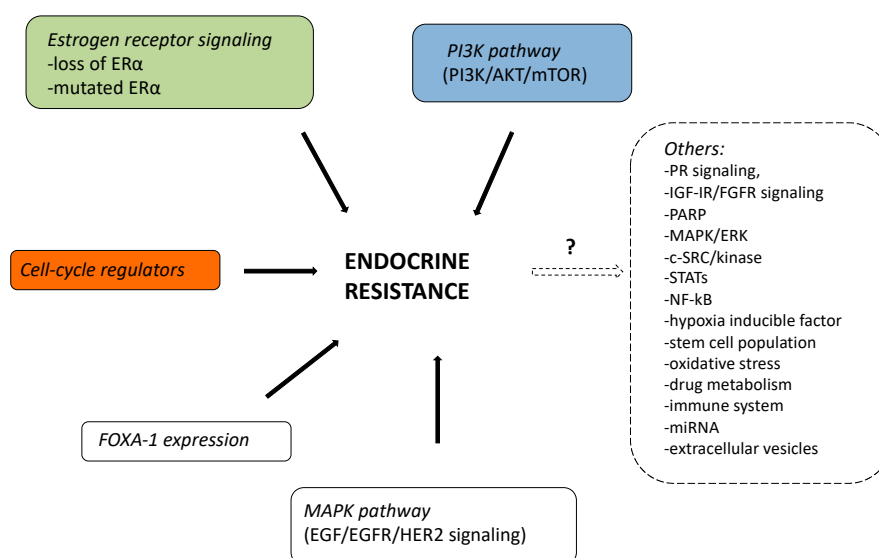 Estrogen receptor signaling
-loss of ERα
-mutated ERα
PI3K pathway
(PI3K/AKT/mTOR)
Others:
-PR signaling,
-IGF-IR/FGFR signaling
-PARP
-MAPK/ERK
-c-SRC/kinase
-STATs
-NF-kB
-hypoxia inducible factor
-stem cell population
-oxidative stress
-drug metabolism
-immune system
-miRNA
-extracellular vesicles
?
Cell-cycle regulators
ENDOCRINE
RESISTANCE
FOXA-1 expression
MAPK pathway
(EGF/EGFR/HER2 signaling)